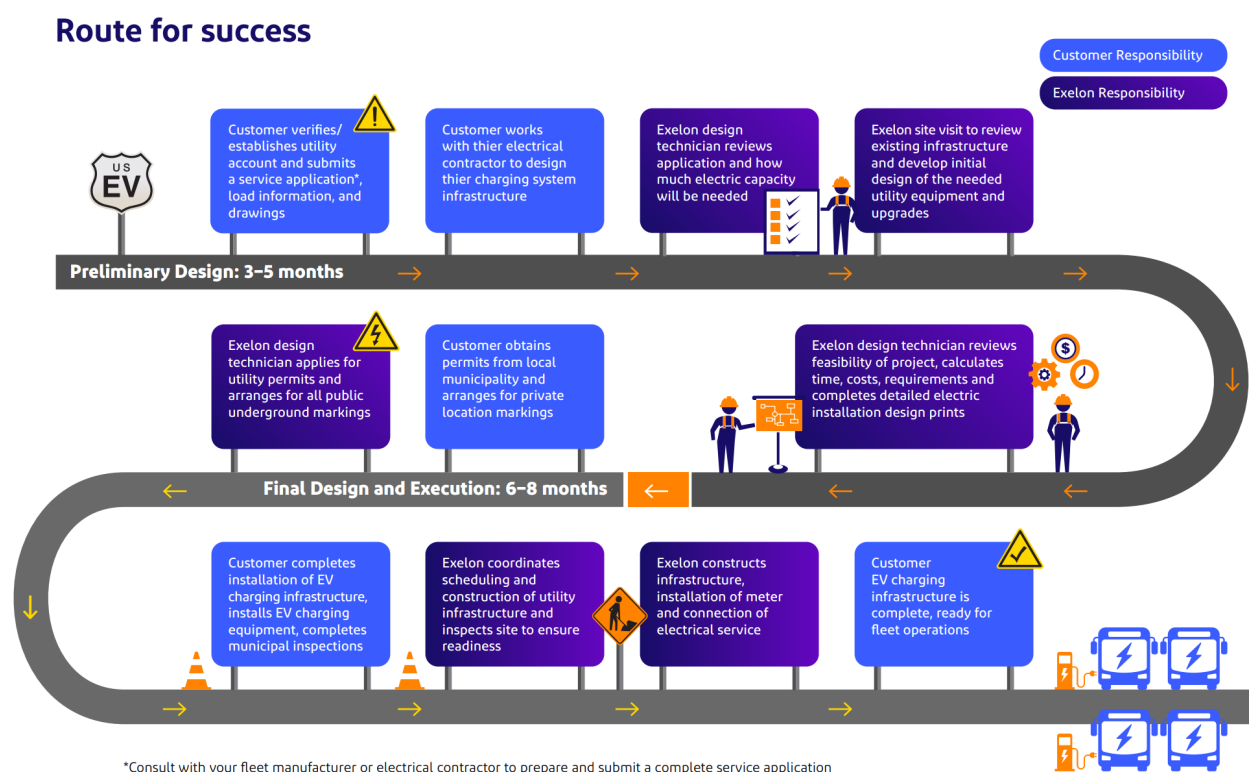 Route for success
Customer Responsibility
Exelon Responsibility
US
EV
Customer verifies/
establishes utility
account and submits
a service application*,
load information, and
drawings
Customer works
with thier electrical
contractor to design
thier charging system
infrastructure
Exelon design
technician reviews
application and how
much electric capacity
will be needed
Exelon site visit to review
existing infrastructure
and develop initial
design of the needed
utility equipment and
upgrades
Preliminary Design: 3–5 months
Exelon design technician reviews
feasibility of project, calculates
time, costs, requirements and
completes detailed electric
installation design prints
$
Customer obtains
permits from local
municipality and
arranges for private
location markings
Exelon design
technician applies for
utility permits and
arranges for all public
underground markings
Final Design and Execution: 6–8 months
Customer completes
installation of EV
charging infrastructure,
installs EV charging
equipment, completes
municipal inspections
Exelon coordinates
scheduling and
construction of utility
infrastructure and
inspects site to ensure
readiness
Exelon constructs
infrastructure,
installation of meter
and connection of
electrical service
Customer
EV charging
infrastructure is
complete, ready for
fleet operations
*Consult with your fleet manufacturer or electrical contractor to prepare and submit a complete service application